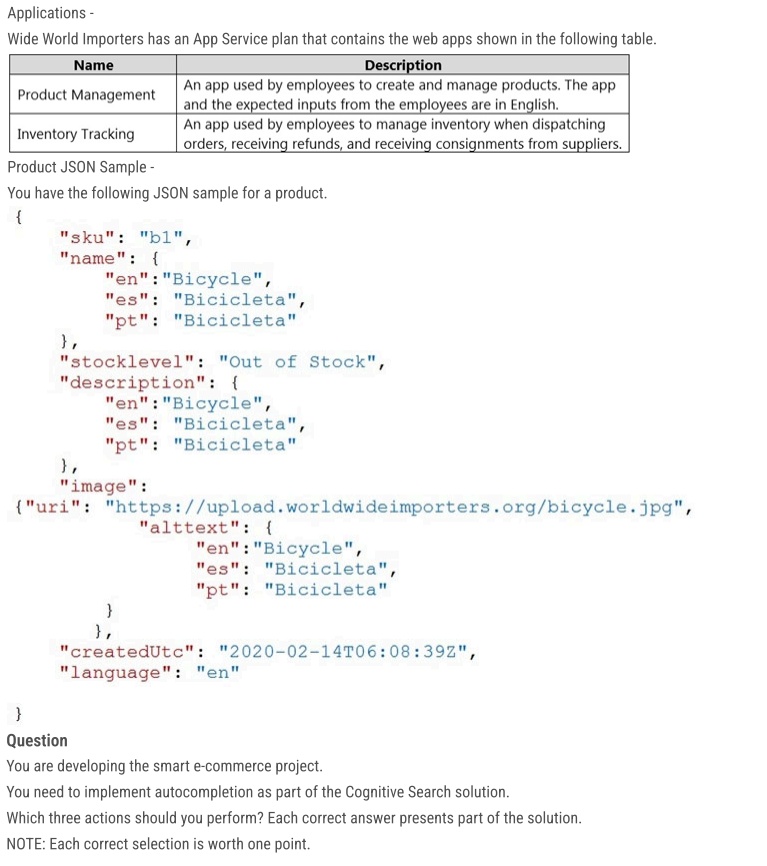 Applications -
Wide World Importers has an App Service plan that contains the web apps shown in the following table.
Name Description
Product Management An app used by employees to create and manage products. The app
and the expected inputs from the employees are in English.
Inventory Tracking An app used by employees to manage inventory when dispatching
orders, receiving refunds, and receiving consignments from suppliers.
Product JSON Sample -
You have the following JSON sample for a product.
{
"sku": "b1",
"name": {
"en":"Bicycle",
"es": "Bicicleta",
"pt": "Bicicleta"
},
"stocklevel": "Out of Stock",
"description": {
"en":"Bicycle",
"es": "Bicicleta",
"pt": "Bicicleta"
},
"image":
{"uri": "https://upload.worldwideimporters.org/bicycle.jpg",
"alttext": {
"en":"Bicycle",
"es": "Bicicleta",
"pt": "Bicicleta"
}
},
"createdUtc": "2020-02-14T06:08:39Z",
"language": "en"
}
Question
You are developing the smart e-commerce project.
You need to implement autocompletion as part of the Cognitive Search solution.
Which three actions should you perform? Each correct answer presents part of the solution.
NOTE: Each correct selection is worth one point.